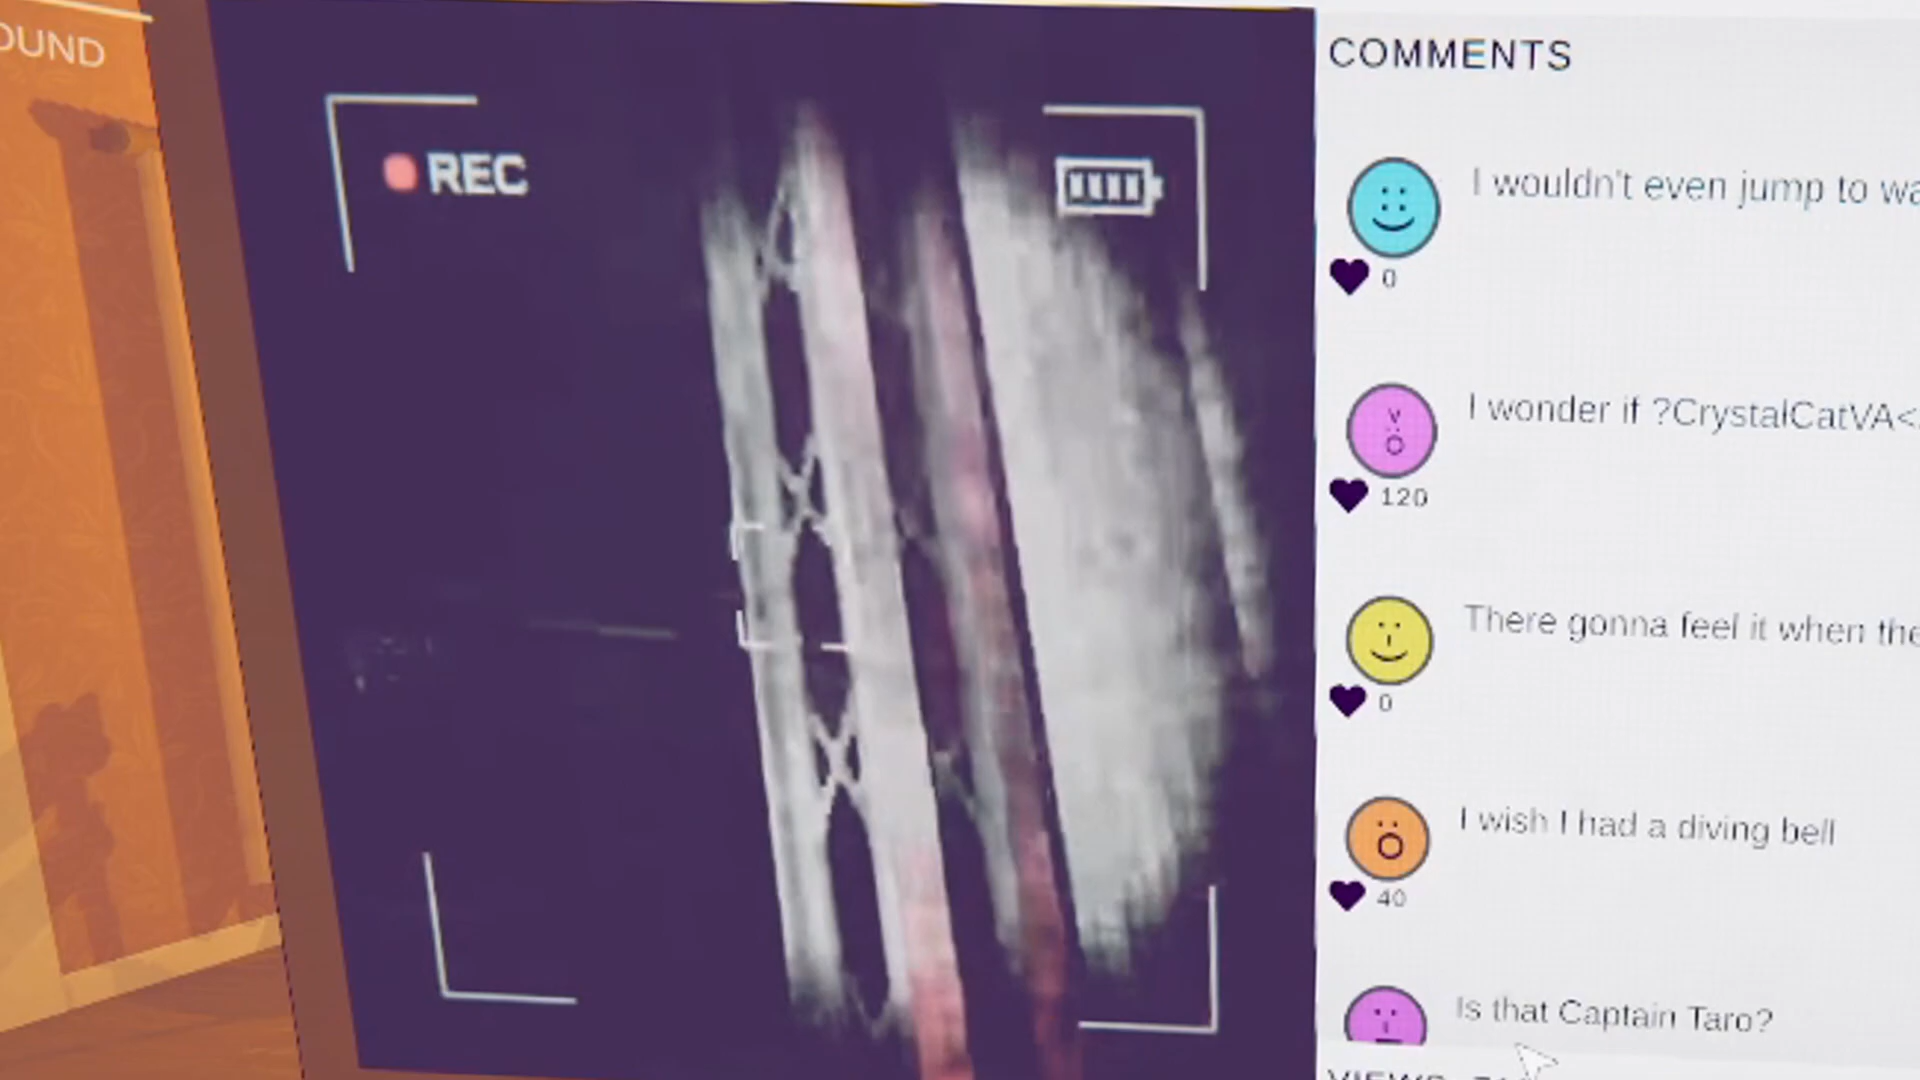 OUND
REC
COMMENTS
I wouldn't even jump to wa
0
I wonder if ?CrystalCatVA<
120
There gonna feel it when the
0
I wish I had a diving bell
40
Is that Captain Taro?
VIEWS: